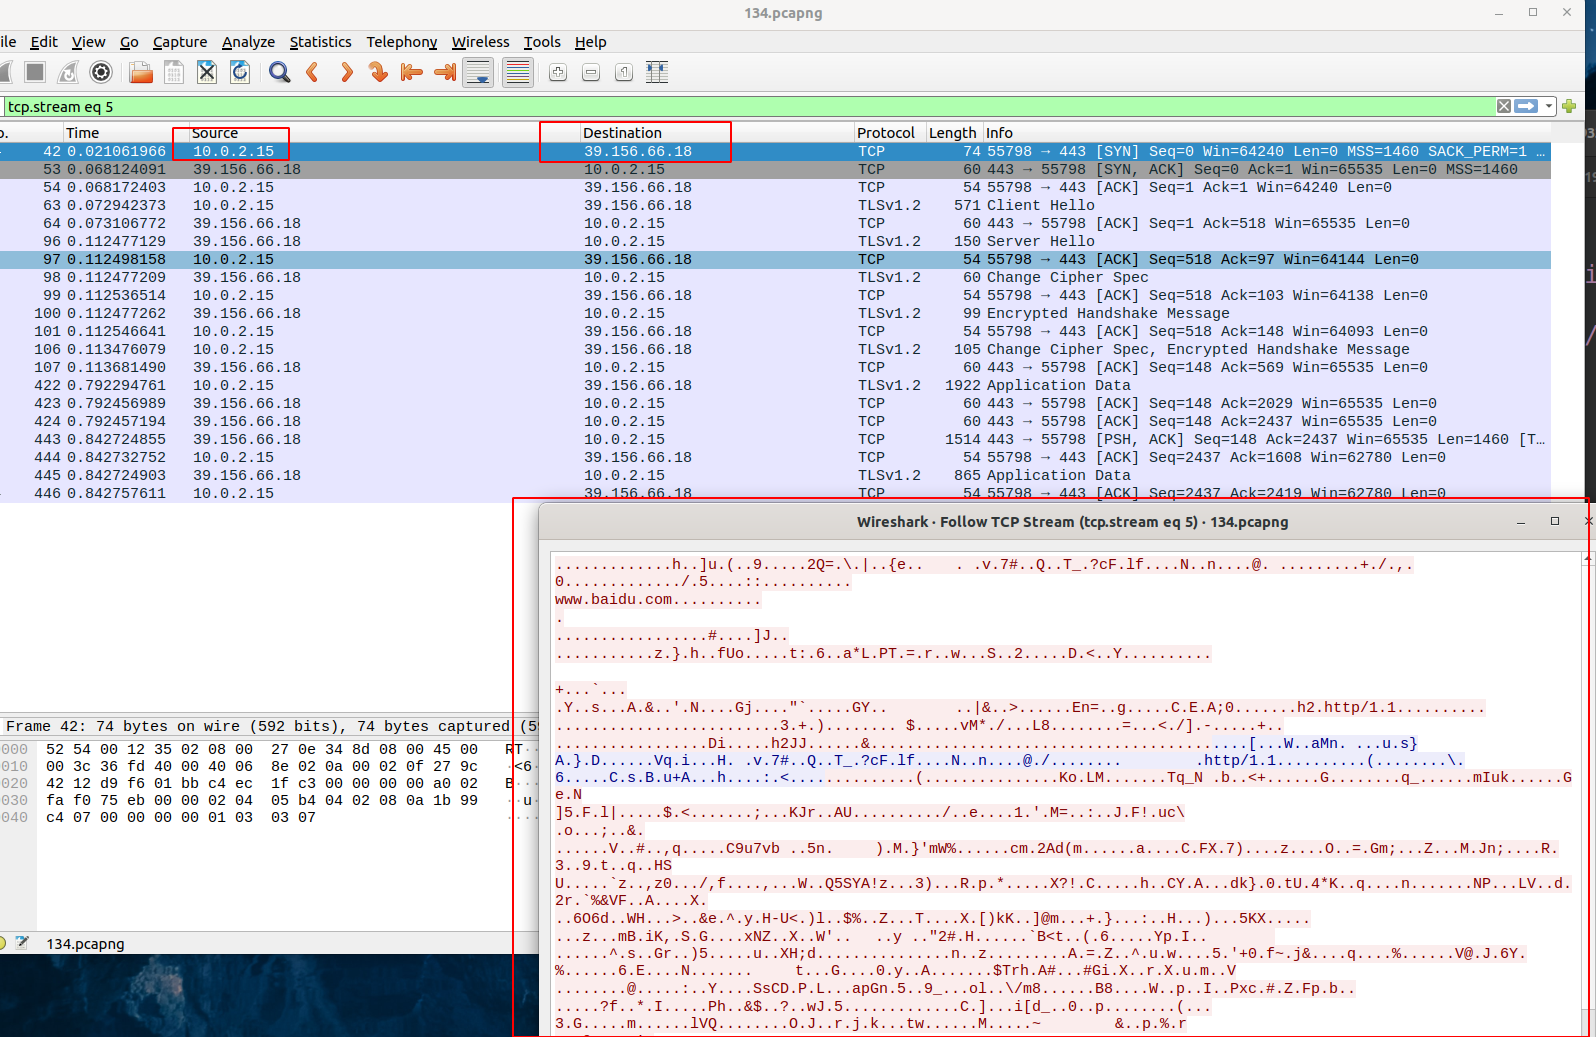 134.pcapng
ile Edit View Go Capture Analyze Statistics Telephony Wireless Tools Help
tcp.stream eq 5
o. Time Source Destination Protocol Length Info
42 0.021061966 10.0.2.15 39.156.66.18 TCP 74 55798 → 443 [SYN] Seq=0 Win=64240 Len=0 MSS=1460 SACK_PERM=1 …
53 0.068124091 39.156.66.18 10.0.2.15 TCP 60 443 → 55798 [SYN, ACK] Seq=0 Ack=1 Win=65535 Len=0 MSS=1460
54 0.068172403 10.0.2.15 39.156.66.18 TCP 54 55798 → 443 [ACK] Seq=1 Ack=1 Win=64240 Len=0
63 0.072942373 10.0.2.15 39.156.66.18 TLSv1.2 571 Client Hello
64 0.073106772 39.156.66.18 10.0.2.15 TCP 60 443 → 55798 [ACK] Seq=1 Ack=518 Win=65535 Len=0
96 0.112477129 39.156.66.18 10.0.2.15 TLSv1.2 150 Server Hello
97 0.112498158 10.0.2.15 39.156.66.18 TCP 54 55798 → 443 [ACK] Seq=518 Ack=97 Win=64144 Len=0
98 0.112477209 39.156.66.18 10.0.2.15 TLSv1.2 60 Change Cipher Spec
99 0.112536514 10.0.2.15 39.156.66.18 TCP 54 55798 → 443 [ACK] Seq=518 Ack=103 Win=64138 Len=0
100 0.112477262 39.156.66.18 10.0.2.15 TLSv1.2 99 Encrypted Handshake Message
101 0.112546641 10.0.2.15 39.156.66.18 TCP 54 55798 → 443 [ACK] Seq=518 Ack=148 Win=64093 Len=0
106 0.113476079 10.0.2.15 39.156.66.18 TLSv1.2 105 Change Cipher Spec, Encrypted Handshake Message
107 0.113681490 39.156.66.18 10.0.2.15 TCP 60 443 → 55798 [ACK] Seq=148 Ack=569 Win=65535 Len=0
422 0.792294761 10.0.2.15 39.156.66.18 TLSv1.2 1922 Application Data
423 0.792456989 39.156.66.18 10.0.2.15 TCP 60 443 → 55798 [ACK] Seq=148 Ack=2029 Win=65535 Len=0
424 0.792457194 39.156.66.18 10.0.2.15 TCP 60 443 → 55798 [ACK] Seq=148 Ack=2437 Win=65535 Len=0
443 0.842724855 39.156.66.18 10.0.2.15 TCP 1514 443 → 55798 [PSH, ACK] Seq=148 Ack=2437 Win=65535 Len=1460 [T…
444 0.842732752 10.0.2.15 39.156.66.18 TCP 54 55798 → 443 [ACK] Seq=2437 Ack=1608 Win=62780 Len=0
445 0.842724903 39.156.66.18 10.0.2.15 TLSv1.2 865 Application Data
446 0.842757611 10.0.2.15 39.156.66.18 TCP 54 55798 → 443 [ACK] Seq=2437 Ack=2419 Win=62780 Len=0
Wireshark · Follow TCP Stream (tcp.stream eq 5) · 134.pcapng
.............h..]u.(..9.....2Q=.\.|..{e.. . .v.7#..Q..T_.?cF.lf....N..n....@. .........+./.,.
0............./.5....::..........
www.baidu.com..........
.
.................#....]J..
...........z.}.h..fUo.....t:.6..a*L.PT.=.r..w...S..2.....D.<..Y..........
+...`...
.Y..s...A.&..'.N....Gj...."`.....GY.. ..|&..>......En=..g.....C.E.A;0.......h2.http/1.1..........
.........................3.+.)........ $.....vM*./...L8........=...<./].-.....+..
.................Di.....h2JJ......&..........................................[...W..aMn. ...u.s}
A.}.D......Vq.i...H. .v.7#..Q..T_.?cF.lf....N..n....@./........ .http/1.1..........(........\.
6.....C.s.B.u+A...h....:.<..............(...............Ko.LM.......Tq_N .b..<+......G........q_......mIuk......G
e.N
]5.F.l|.....$.<.......;...KJr..AU........../..e....1.'.M=..:..J.F!.uc\
.o...;..&.
......V..#..,q.....C9u7vb ..5n. ).M.}'mW%......cm.2Ad(m......a....C.FX.7)....z....O..=.Gm;...Z...M.Jn;....R.
3..9.t..q..HS
U.....`z..,z0.../,f....,...W..Q5SYA!z...3)...R.p.*.....X?!.C.....h..CY.A...dk}.0.tU.4*K..q....n.......NP...LV..d.
2r.`%&VF..A....X.
..6O6d..WH...>..&e.^.y.H-U<.)l..$%..Z...T....X.[)kK..]@m...+.}...:..H...)...5KX.....
...z...mB.iK,.S.G....xNZ..X..W'.. ..y .."2#.H......`B<t..(.6.....Yp.I..
......^.s..Gr..)5.....u..XH;d...............n..z.........A.=.Z..^.u.w....5.'+0.f~.j&....q....%......V@.J.6Y.
%......6.E....N....... t...G....0.y..A.......$Trh.A#...#Gi.X..r.X.u.m..V
........@.....:..Y....SsCD.P.L...apGn.5..9_...ol..\/m8......B8....W..p..I..Pxc.#.Z.Fp.b..
.....?f..*.I.....Ph..&$..?..wJ.5.............C.]...i[d_..0..p........(...
3.G.....m......lVQ........O.J..r.j.k...tw......M.....~ &..p.%.r
Frame 42: 74 bytes on wire (592 bits), 74 bytes captured (5
000 52 54 00 12 35 02 08 00 27 0e 34 8d 08 00 45 00 RT··
010 00 3c 36 fd 40 00 40 06 8e 02 0a 00 02 0f 27 9c ·<6·
020 42 12 d9 f6 01 bb c4 ec 1f c3 00 00 00 00 a0 02 B···
030 fa f0 75 eb 00 00 02 04 05 b4 04 02 08 0a 1b 99 ··u·
040 c4 07 00 00 00 00 01 03 03 07 ····
134.pcapng